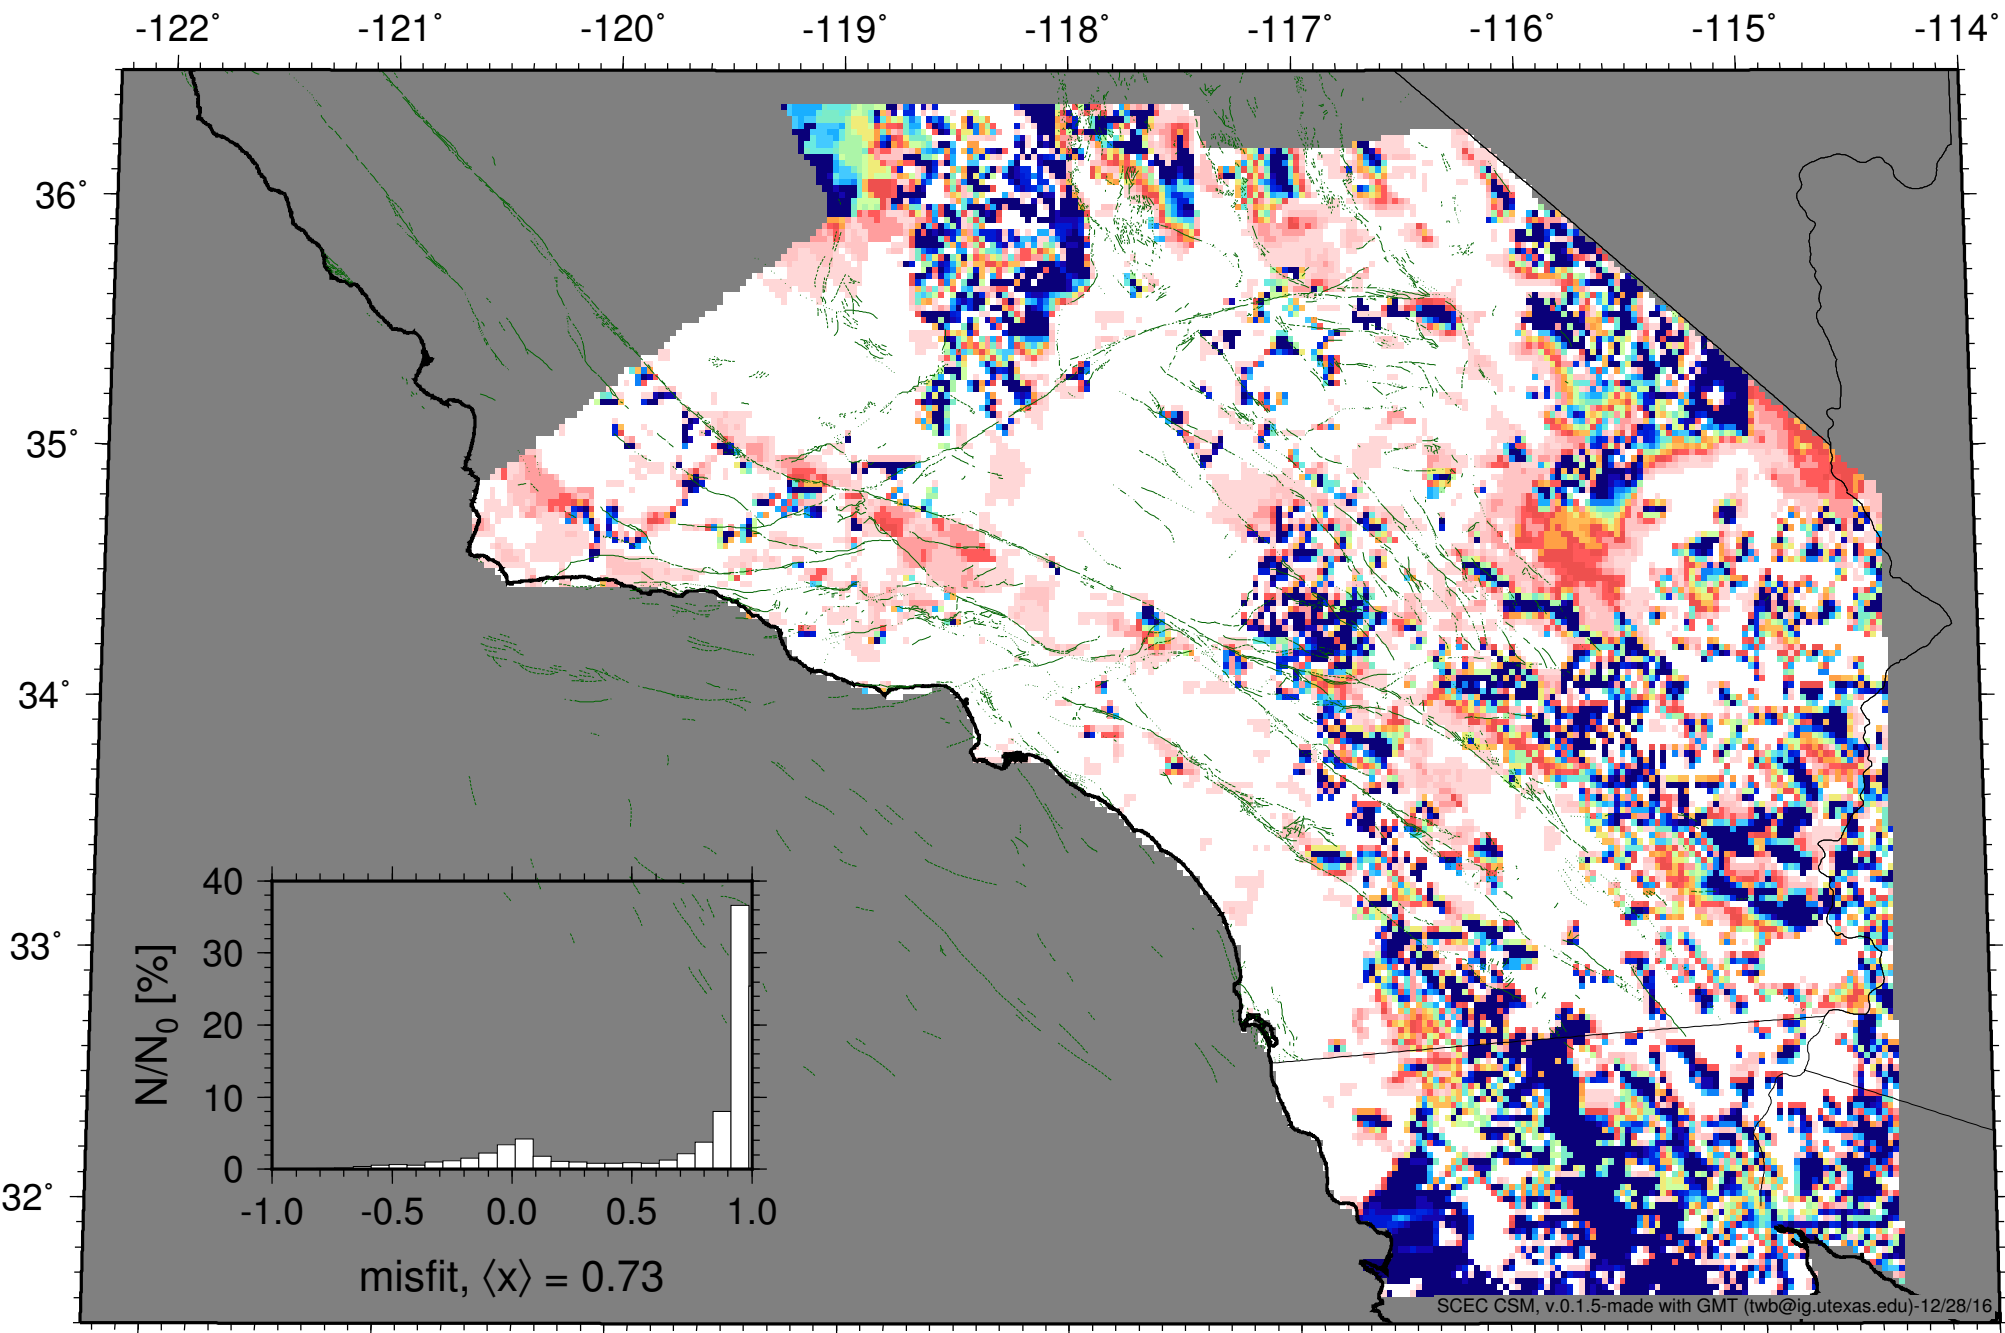 -122˚ -121˚ -120˚ -119˚ -118˚ -117˚ -116˚ -115˚ -114˚
36˚
35˚
34˚
33˚
32˚
40
30
20
10
0
N/N0 [%]
-1.0 -0.5 0.0 0.5 1.0
misfit, ⟨x⟩ = 0.73
SCEC CSM, v.0.1.5-made with GMT (twb@ig.utexas.edu)-12/28/16